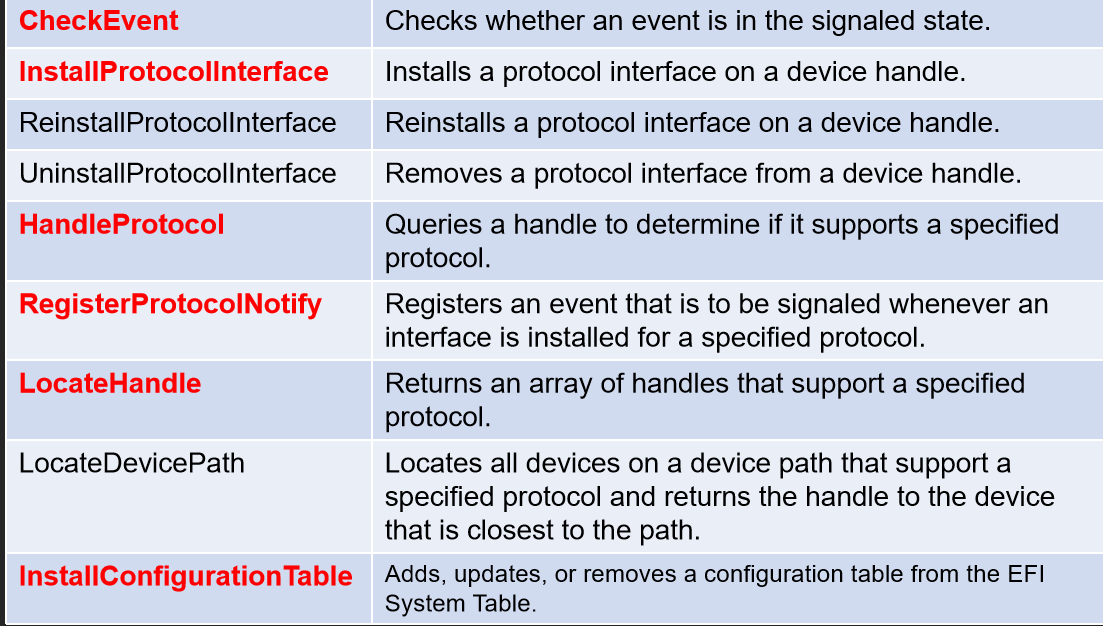 CheckEvent
Checks whether an event is in the signaled state.
InstallProtocolInterface
Installs a protocol interface on a device handle.
ReinstallProtocolInterface
Reinstalls a protocol interface on a device handle.
UninstallProtocolInterface
Removes a protocol interface from a device handle.
HandleProtocol
Queries a handle to determine if it supports a specified
protocol.
RegisterProtocolNotify
Registers an event that is to be signaled whenever an
interface is installed for a specified protocol.
LocateHandle
Returns an array of handles that support a specified
protocol.
LocateDevicePath
Locates all devices on a device path that support a
specified protocol and returns the handle to the device
that is closest to the path.
InstallConfigurationTable
Adds, updates, or removes a configuration table from the EFI
System Table.